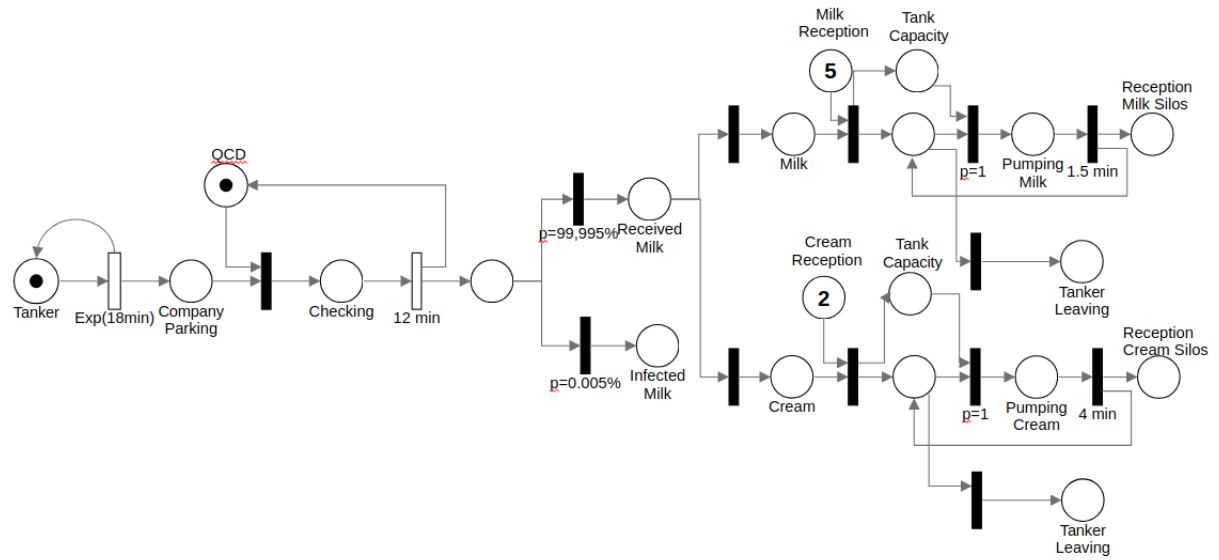 Milk
Reception
Tank
Capacity
5
Reception
Milk Silos
Milk
p=1
Pumping
Milk
1.5 min
QCD
p=99,995%
Received
Milk
Tanker
Exp(18min)
Company
Parking
Checking
12 min
Cream
Reception
Tank
Capacity
2
Tanker
Leaving
p=0.005%
Infected
Milk
Reception
Cream Silos
Cream
p=1
Pumping
Cream
4 min
Tanker
Leaving